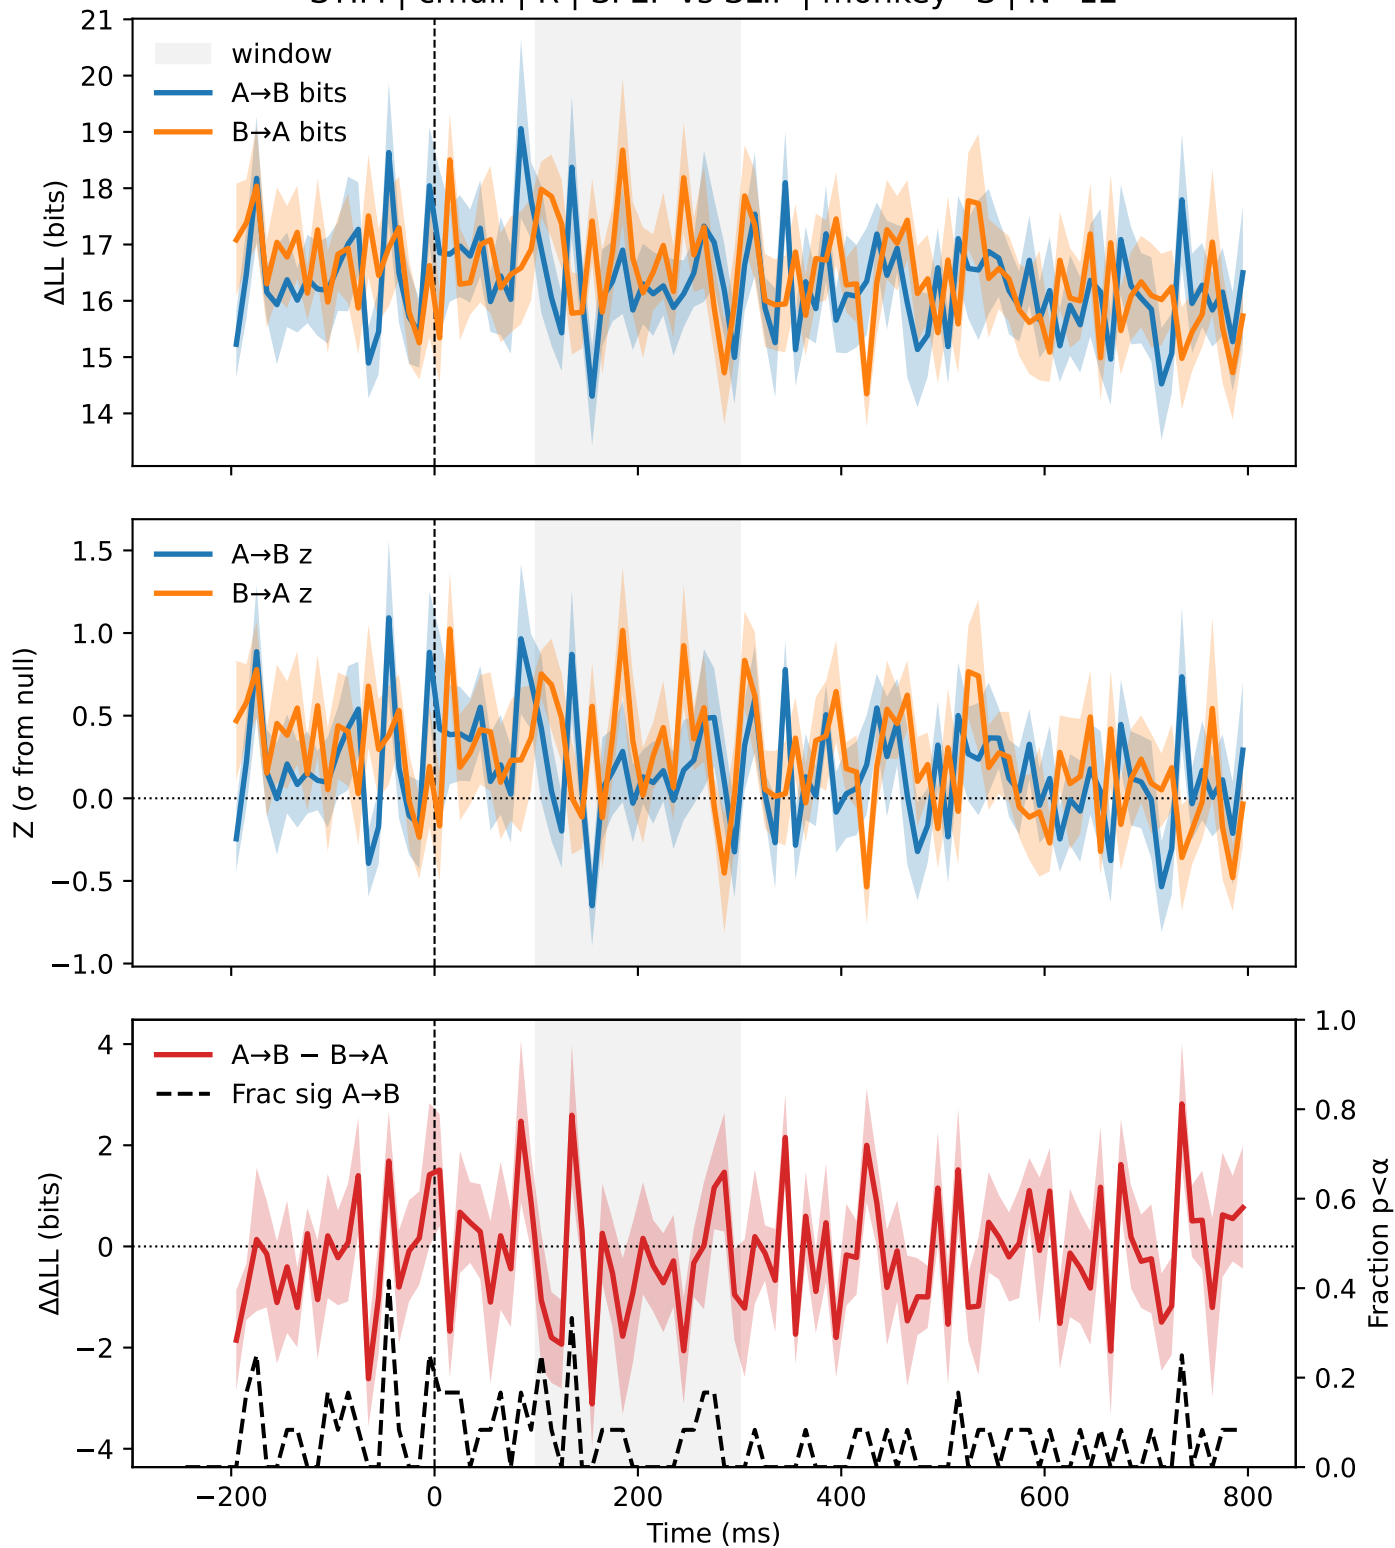 21
20
19
18
17
16
15
14
ΔLL (bits)
window
A→B bits
B→A bits
1.5
1.0
0.5
0.0
−0.5
−1.0
Z (σ from null)
A→B z
B→A z
4
2
0
−2
−4
ΔΔLL (bits)
A→B − B→A
Frac sig A→B
1.0
0.8
0.6
0.4
0.2
0.0
Fraction p<α
−200
0
200
400
600
800
Time (ms)